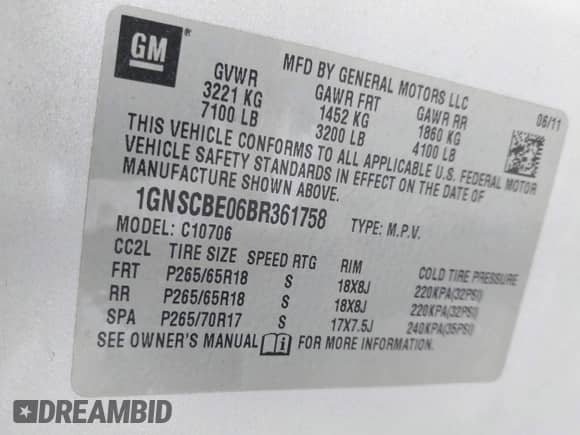 GM ®
MFD BY GENERAL MOTORS LLC
GVWR GAWR FRT GAWR RR 06/11
3221 KG 1452 KG 1860 KG
7100 LB 3200 LB 4100 LB
THIS VEHICLE CONFORMS TO ALL APPLICABLE U.S. FEDERAL MOTOR
VEHICLE SAFETY STANDARDS IN EFFECT ON THE DATE OF
MANUFACTURE SHOWN ABOVE.
1GNSCBE06BR361758 TYPE: M.P.V.
MODEL: C10706
CC2L TIRE SIZE SPEED RTG RIM COLD TIRE PRESSURE
FRT P265/65R18 S 18X8J 220KPA(32PSI)
RR P265/65R18 S 18X8J 220KPA(32PSI)
SPA P265/70R17 S 17X7.5J 240KPA(35PSI)
SEE OWNER'S MANUAL FOR MORE INFORMATION.
DREAMBID